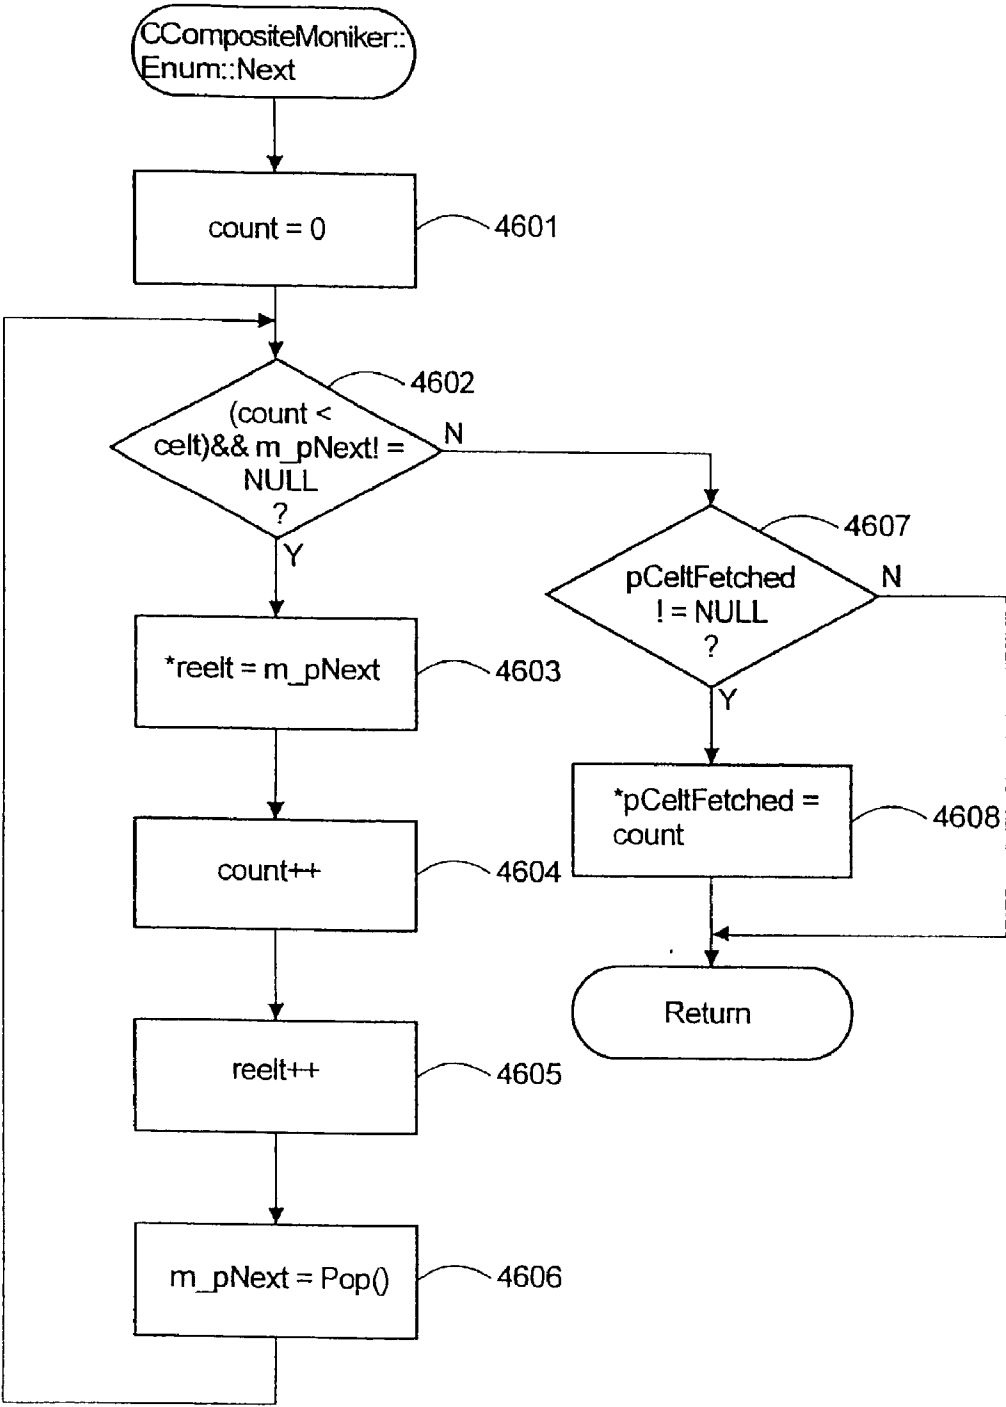 CCompositeMoniker::
Enum::Next
count = 0
4601
4602
(count <
celt)&& m_pNext! =
NULL
?
N
Y
4607
pCeltFetched
! = NULL
?
N
Y
*reelt = m_pNext
4603
*pCeltFetched =
count
4608
count++
4604
Return
reelt++
4605
m_pNext = Pop()
4606